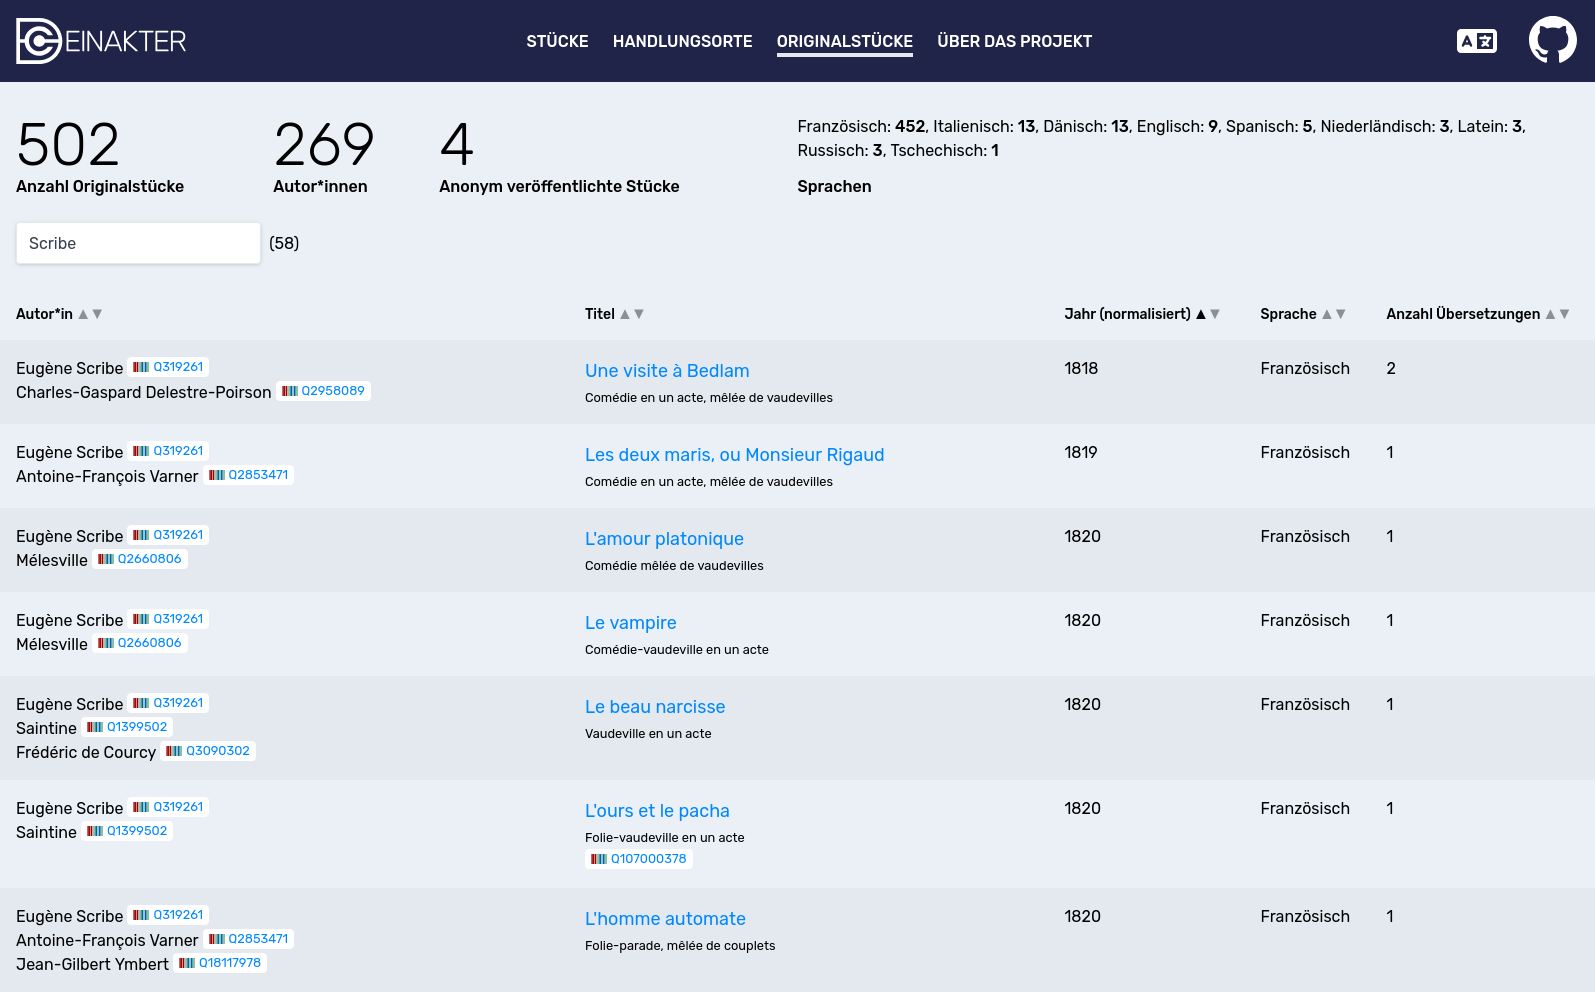 EINAKTER
STÜCKE HANDLUNGSORTE ORIGINALSTÜCKE ÜBER DAS PROJEKT
502
Anzahl Originalstücke
269
Autor*innen
4
Anonym veröffentlichte Stücke
Französisch: 452, Italienisch: 13, Dänisch: 13, Englisch: 9, Spanisch: 5, Niederländisch: 3, Latein: 3,
Russisch: 3, Tschechisch: 1
Sprachen
Scribe (58)
Autor*in ▲▼ Titel ▲▼ Jahr (normalisiert) ▲▼ Sprache ▲▼ Anzahl Übersetzungen ▲▼
Eugène Scribe Q319261
Charles-Gaspard Delestre-Poirson Q2958089
Une visite à Bedlam
Comédie en un acte, mêlée de vaudevilles
1818 Französisch 2
Eugène Scribe Q319261
Antoine-François Varner Q2853471
Les deux maris, ou Monsieur Rigaud
Comédie en un acte, mêlée de vaudevilles
1819 Französisch 1
Eugène Scribe Q319261
Mélesville Q2660806
L'amour platonique
Comédie mêlée de vaudevilles
1820 Französisch 1
Eugène Scribe Q319261
Mélesville Q2660806
Le vampire
Comédie-vaudeville en un acte
1820 Französisch 1
Eugène Scribe Q319261
Saintine Q1399502
Frédéric de Courcy Q3090302
Le beau narcisse
Vaudeville en un acte
1820 Französisch 1
Eugène Scribe Q319261
Saintine Q1399502
L'ours et le pacha
Folie-vaudeville en un acte
Q107000378
1820 Französisch 1
Eugène Scribe Q319261
Antoine-François Varner Q2853471
Jean-Gilbert Ymbert Q18117978
L'homme automate
Folie-parade, mêlée de couplets
1820 Französisch 1